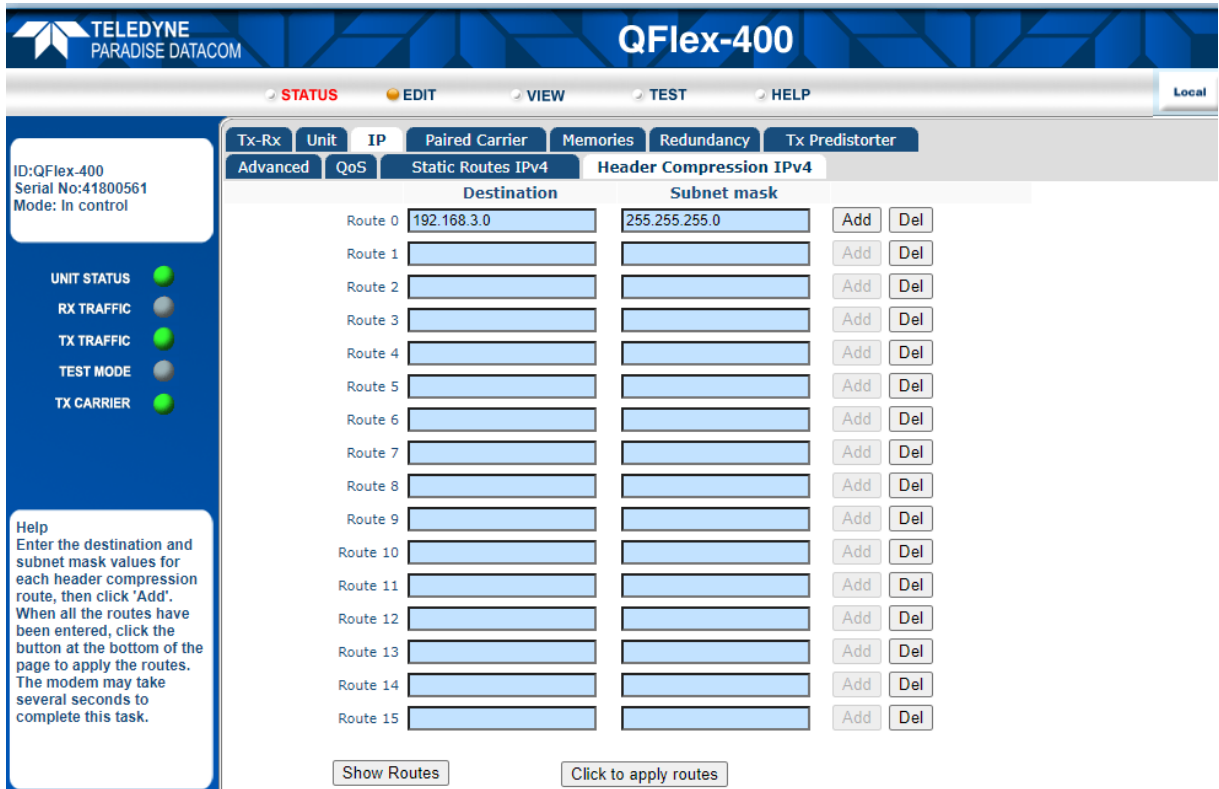 TELEDYNE
PARADISE DATACOM
QFlex-400
STATUS EDIT VIEW TEST HELP
Local
Tx-Rx Unit IP Paired Carrier Memories Redundancy Tx Predistorter
Advanced QoS Static Routes IPv4 Header Compression IPv4
ID:QFlex-400
Serial No:41800561
Mode: In control
UNIT STATUS
RX TRAFFIC
TX TRAFFIC
TEST MODE
TX CARRIER
Help
Enter the destination and
subnet mask values for
each header compression
route, then click 'Add'.
When all the routes have
been entered, click the
button at the bottom of the
page to apply the routes.
The modem may take
several seconds to
complete this task.
Destination Subnet mask
Route 0 192.168.3.0 255.255.255.0 Add Del
Route 1 Add Del
Route 2 Add Del
Route 3 Add Del
Route 4 Add Del
Route 5 Add Del
Route 6 Add Del
Route 7 Add Del
Route 8 Add Del
Route 9 Add Del
Route 10 Add Del
Route 11 Add Del
Route 12 Add Del
Route 13 Add Del
Route 14 Add Del
Route 15 Add Del
Show Routes Click to apply routes